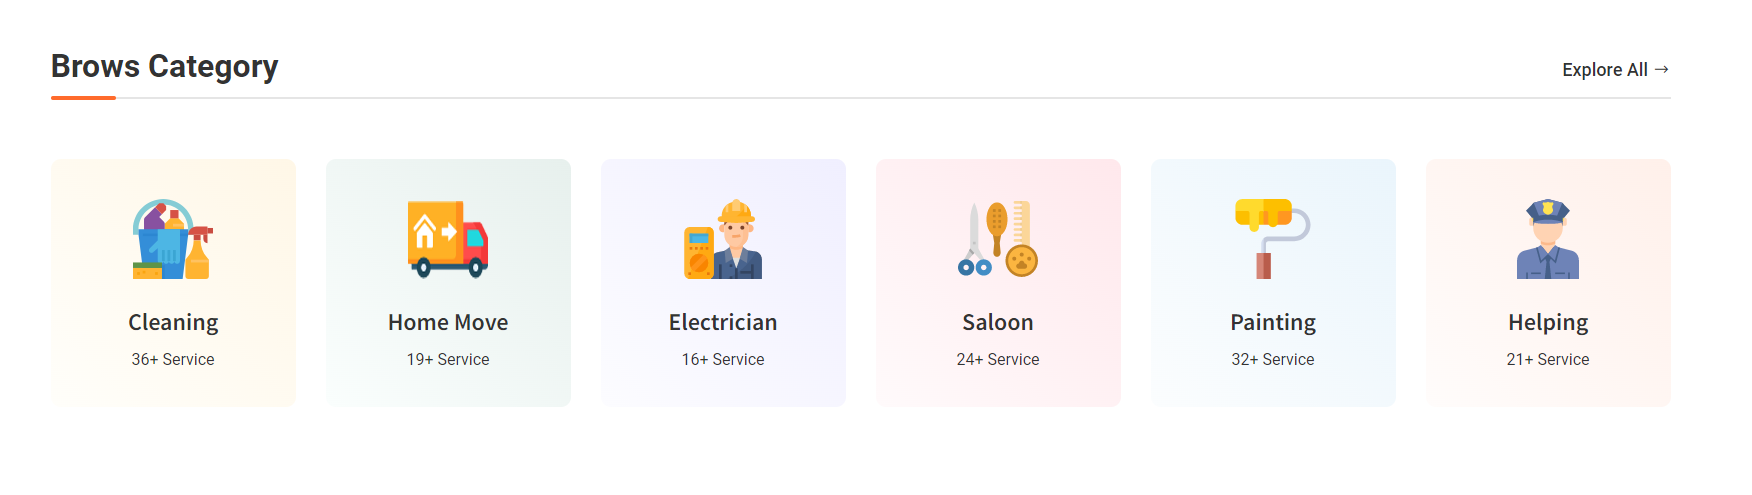 Brows Category
Explore All →
Cleaning
36+ Service
Home Move
19+ Service
Electrician
16+ Service
Saloon
24+ Service
Painting
32+ Service
Helping
21+ Service